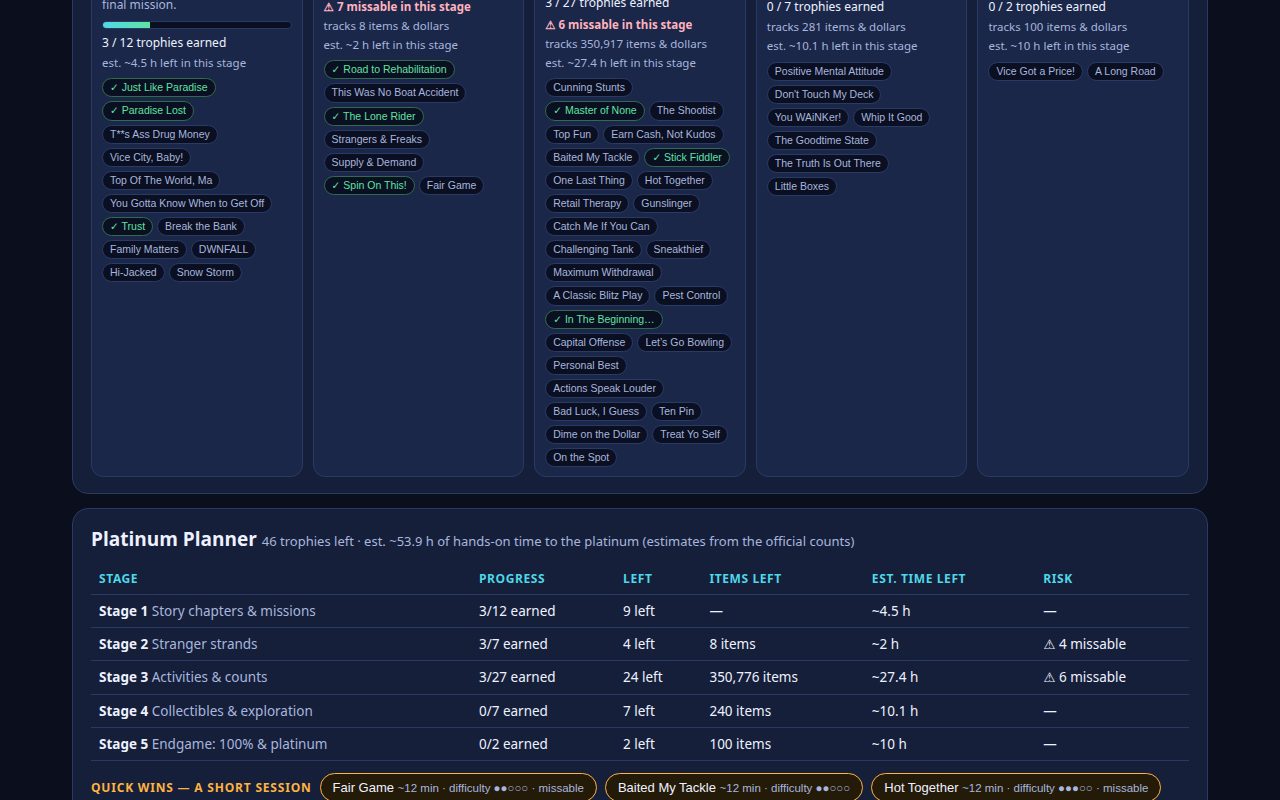 final mission.
3 / 12 trophies earned
est. ~4.5 h left in this stage
✓ Just Like Paradise
✓ Paradise Lost
T**s Ass Drug Money
Vice City, Baby!
Top Of The World, Ma
You Gotta Know When to Get Off
✓ Trust
Break the Bank
Family Matters
DWNFALL
Hi-Jacked
Snow Storm
⚠ 7 missable in this stage
tracks 8 items & dollars
est. ~2 h left in this stage
✓ Road to Rehabilitation
This Was No Boat Accident
✓ The Lone Rider
Strangers & Freaks
Supply & Demand
✓ Spin On This!
Fair Game
3 / 27 trophies earned
⚠ 6 missable in this stage
tracks 350,917 items & dollars
est. ~27.4 h left in this stage
Cunning Stunts
✓ Master of None
The Shootist
Top Fun
Earn Cash, Not Kudos
Baited My Tackle
✓ Stick Fiddler
One Last Thing
Hot Together
Retail Therapy
Gunslinger
Catch Me If You Can
Challenging Tank
Sneakthief
Maximum Withdrawal
A Classic Blitz Play
Pest Control
✓ In The Beginning…
Capital Offense
Let's Go Bowling
Personal Best
Actions Speak Louder
Bad Luck, I Guess
Ten Pin
Dime on the Dollar
Treat Yo Self
On the Spot
0 / 7 trophies earned
tracks 281 items & dollars
est. ~10.1 h left in this stage
Positive Mental Attitude
Don't Touch My Deck
You WAiNKer!
Whip It Good
The Goodtime State
The Truth Is Out There
Little Boxes
0 / 2 trophies earned
tracks 100 items & dollars
est. ~10 h left in this stage
Vice Got a Price!
A Long Road
Platinum Planner 46 trophies left · est. ~53.9 h of hands-on time to the platinum (estimates from the official counts)
STAGE PROGRESS LEFT ITEMS LEFT EST. TIME LEFT RISK
Stage 1 Story chapters & missions 3/12 earned 9 left — ~4.5 h —
Stage 2 Stranger strands 3/7 earned 4 left 8 items ~2 h ⚠ 4 missable
Stage 3 Activities & counts 3/27 earned 24 left 350,776 items ~27.4 h ⚠ 6 missable
Stage 4 Collectibles & exploration 0/7 earned 7 left 240 items ~10.1 h —
Stage 5 Endgame: 100% & platinum 0/2 earned 2 left 100 items ~10 h —
QUICK WINS — A SHORT SESSION Fair Game ~12 min · difficulty ●●○○○ · missable Baited My Tackle ~12 min · difficulty ●●○○○ Hot Together ~12 min · difficulty ●●●○○ · missable